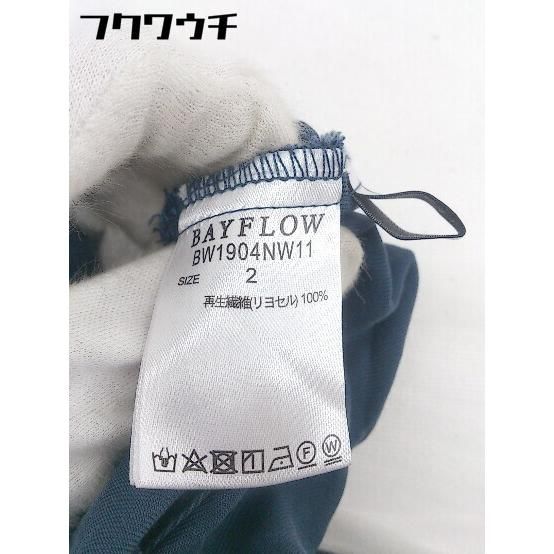 フクワウチ
BAYFLOW
BW1904NW11
SIZE 2
再生繊維(リヨセル) 100%